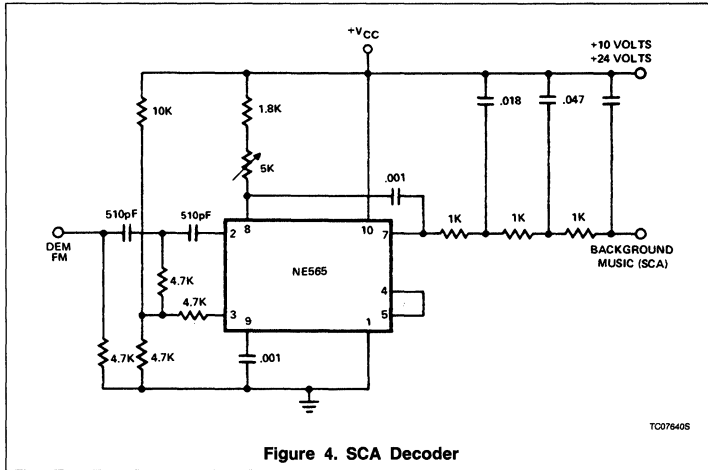 +VCC
+10 VOLTS
+24 VOLTS
10K
1.8K
.018
.047
5K
.001
510pF
510pF
2
8
10
7
1K
1K
1K
DEM
FM
BACKGROUND
MUSIC (SCA)
NE565
4.7K
4
4.7K
3
5
9
1
4.7K
4.7K
.001
TC07640S
Figure 4. SCA Decoder